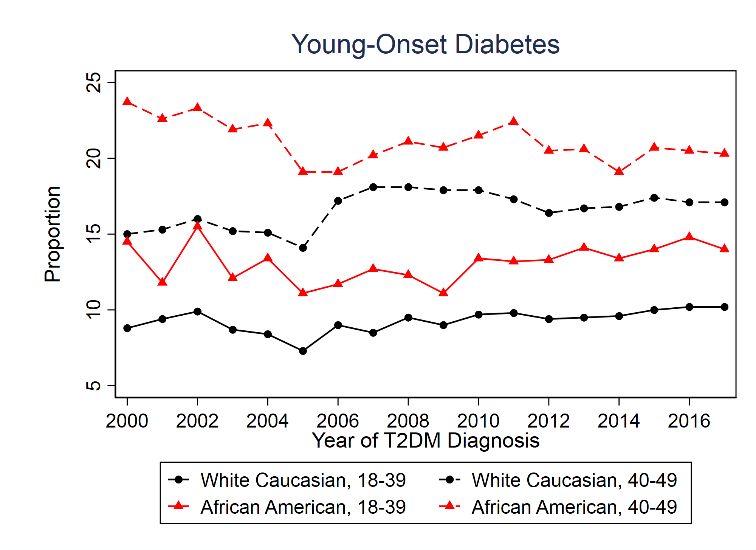 Young-Onset Diabetes
25
20
15
10
5
Proportion
2000 2002 2004 2006 2008 2010 2012 2014 2016
Year of T2DM Diagnosis
White Caucasian, 18-39 White Caucasian, 40-49
African American, 18-39 African American, 40-49